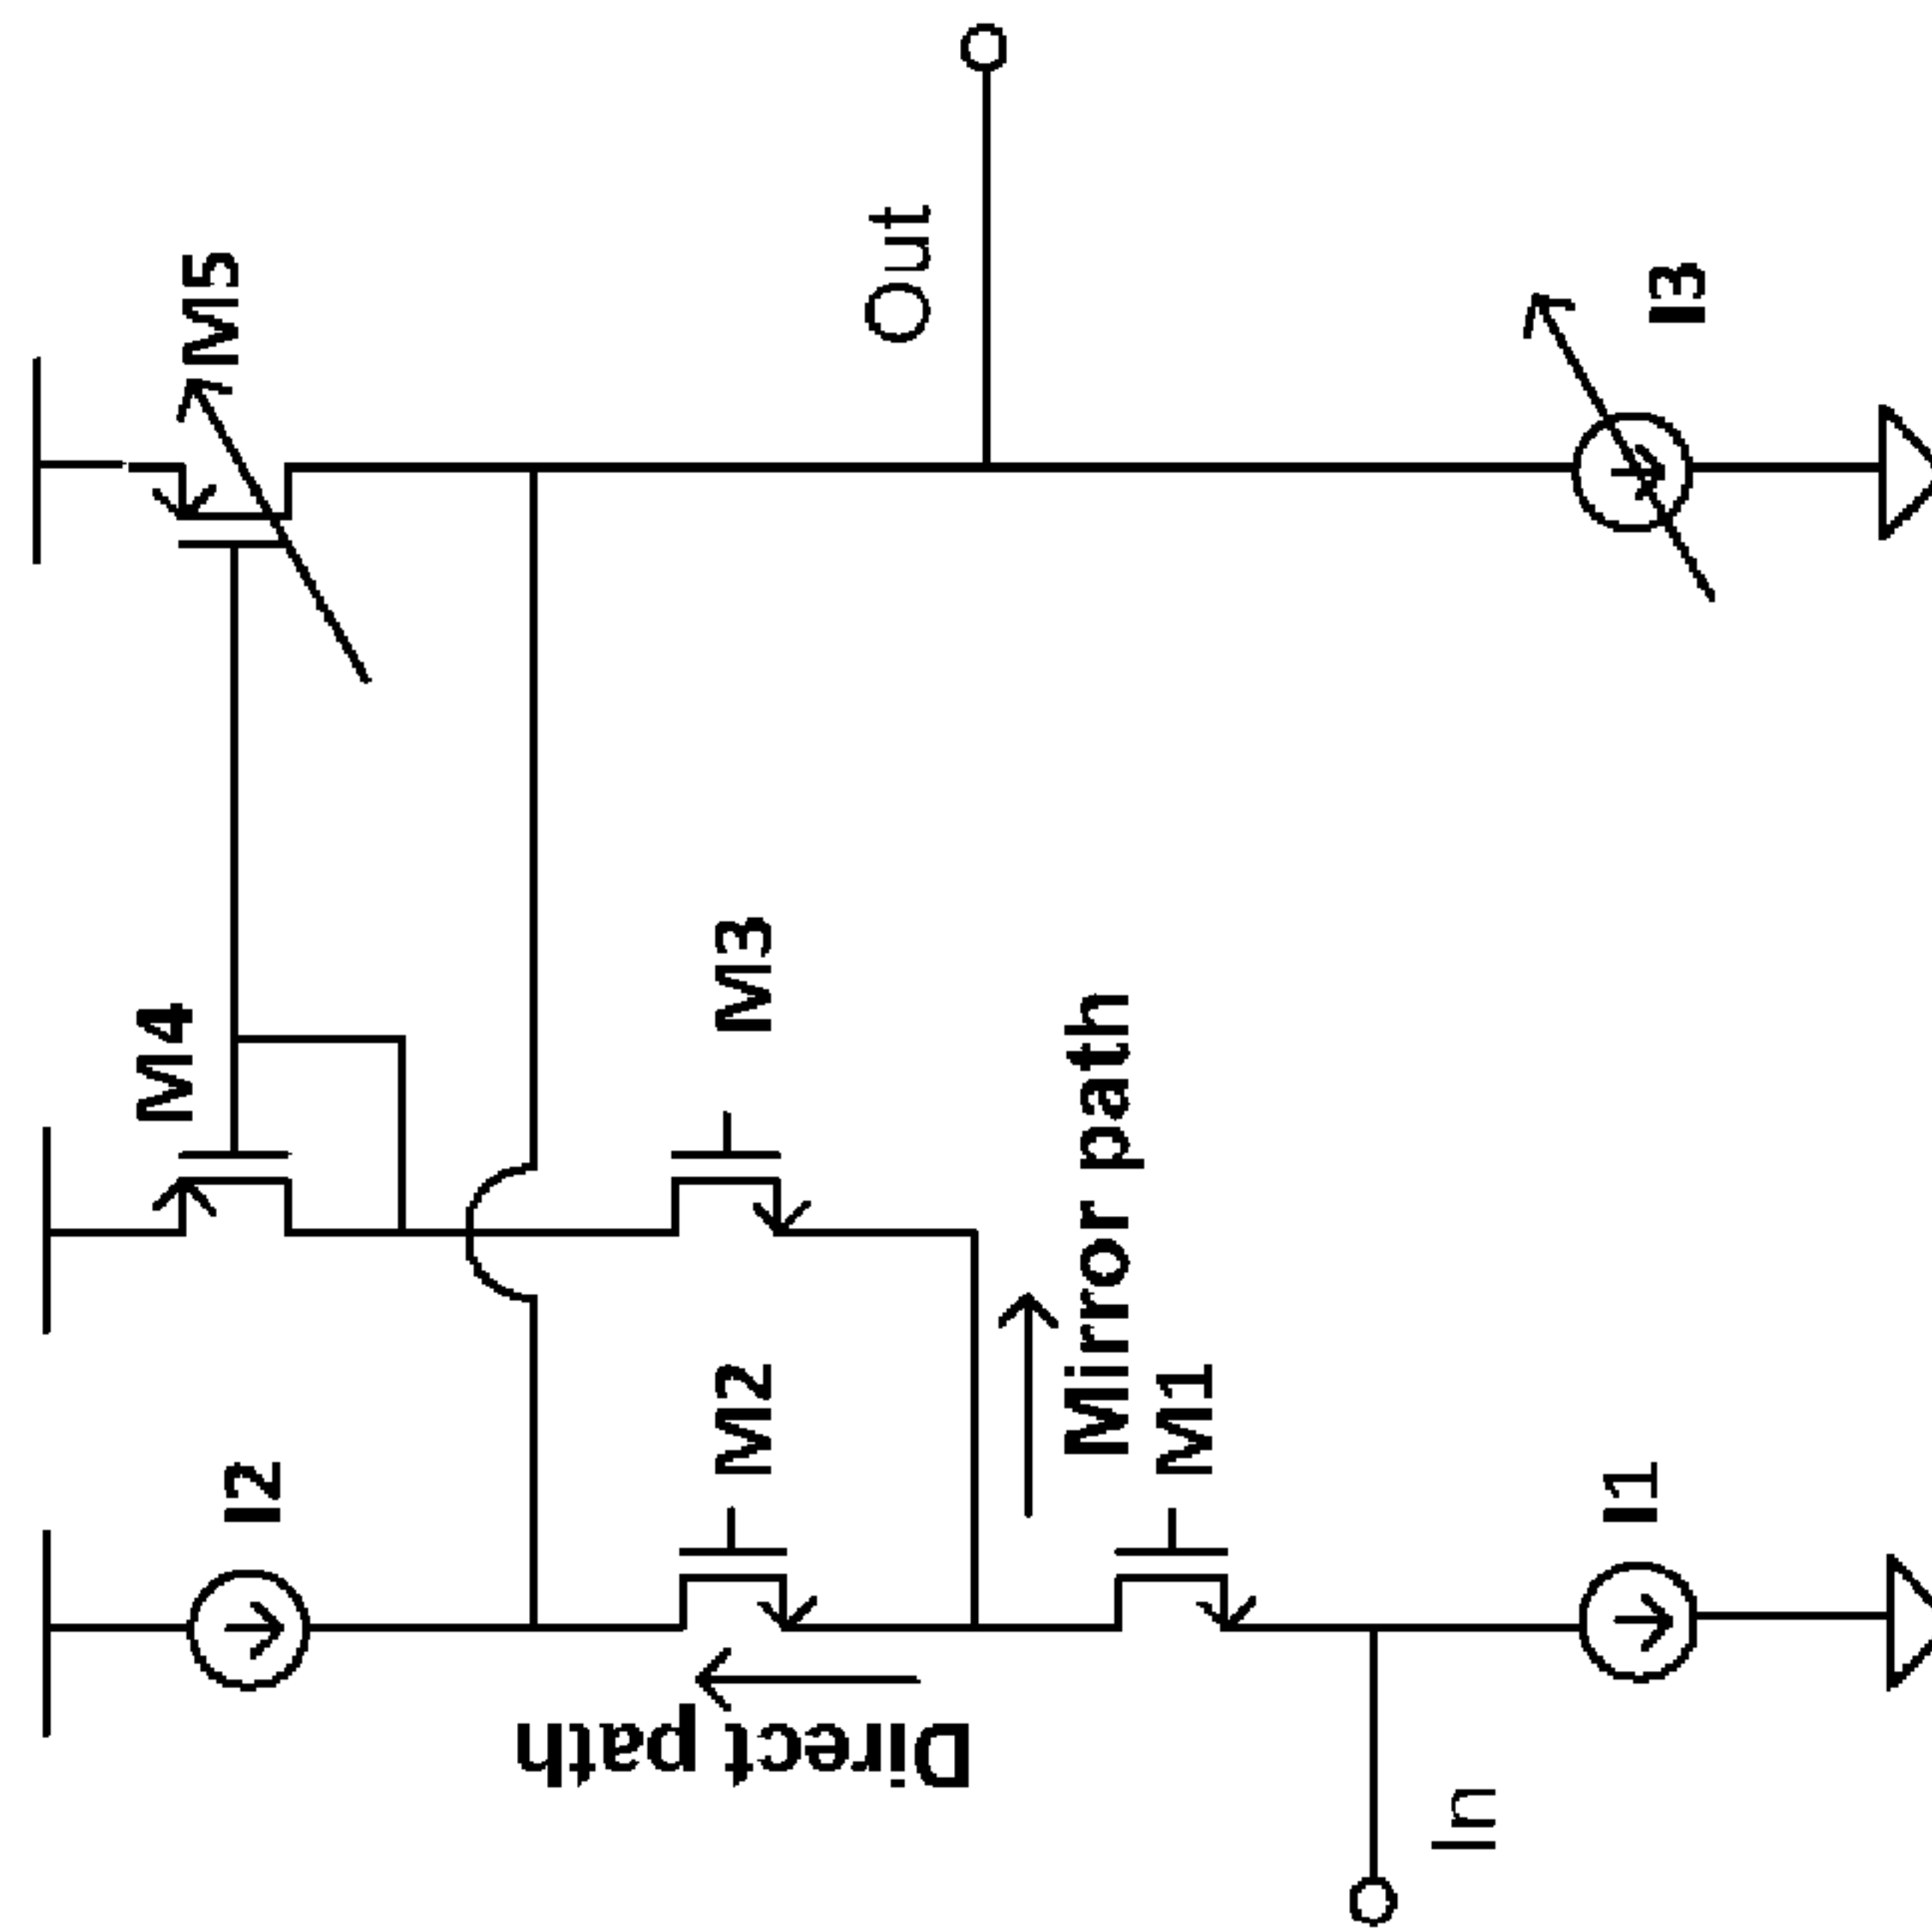 M5
M4
I2
M3
M2
Direct path
Out
Mirror path
M1
In
I3
I1